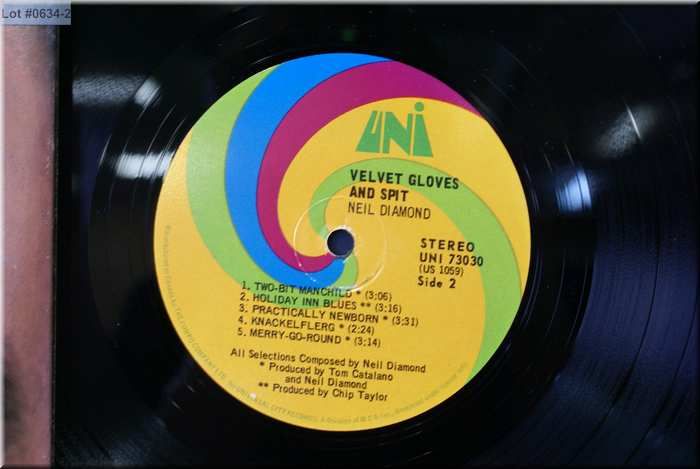 Lot #0634-2
UNI
VELVET GLOVES
AND SPIT
NEIL DIAMOND
STEREO
UNI 73030
(US 1059)
Side 2
1. TWO-BIT MANCHILD * (3:06)
2. HOLIDAY INN BLUES ** (3:16)
3. PRACTICALLY NEWBORN * (3:31)
4. KNACKELFLERG * (2:24)
5. MERRY-GO-ROUND * (3:14)
All Selections Composed by Neil Diamond
* Produced by Tom Catalano
and Neil Diamond
** Produced by Chip Taylor